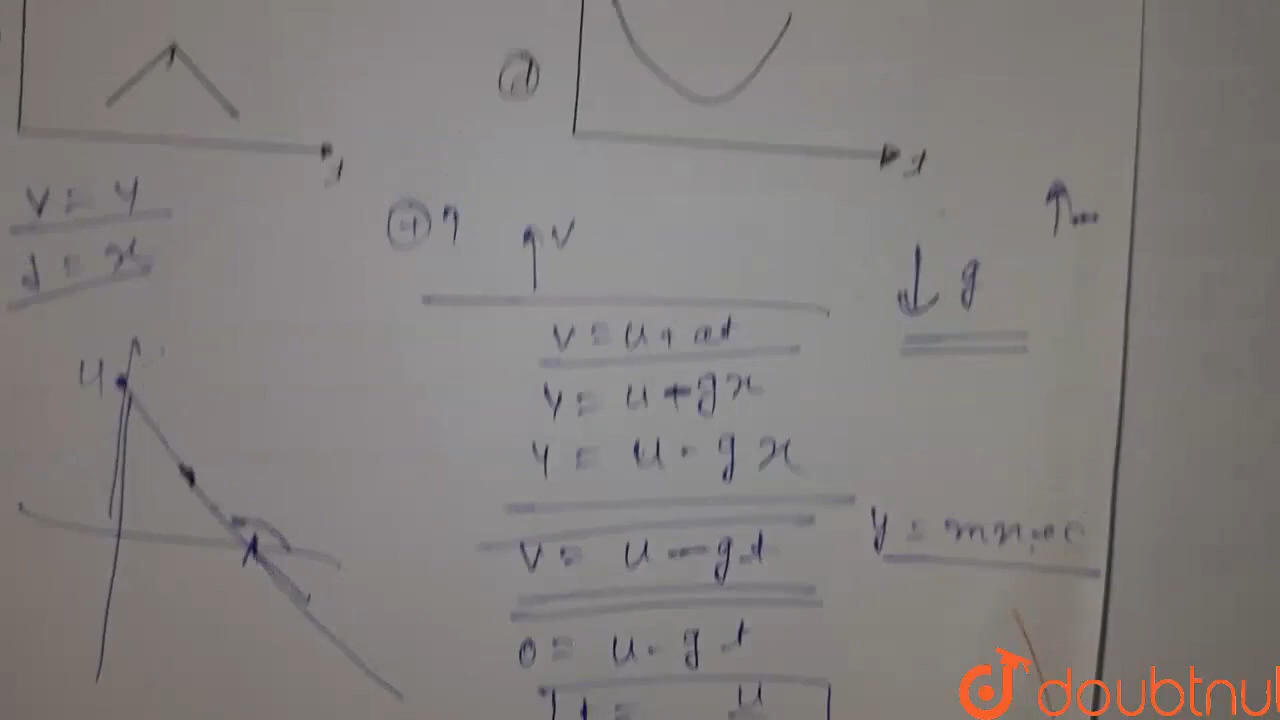 (d)
t
t
v = y
t = x
v
g
v = u + at
y = u + gx
y = u - gx
v = u - gt
y = mx + c
u
0 = u - gt
t = u
doubtnut